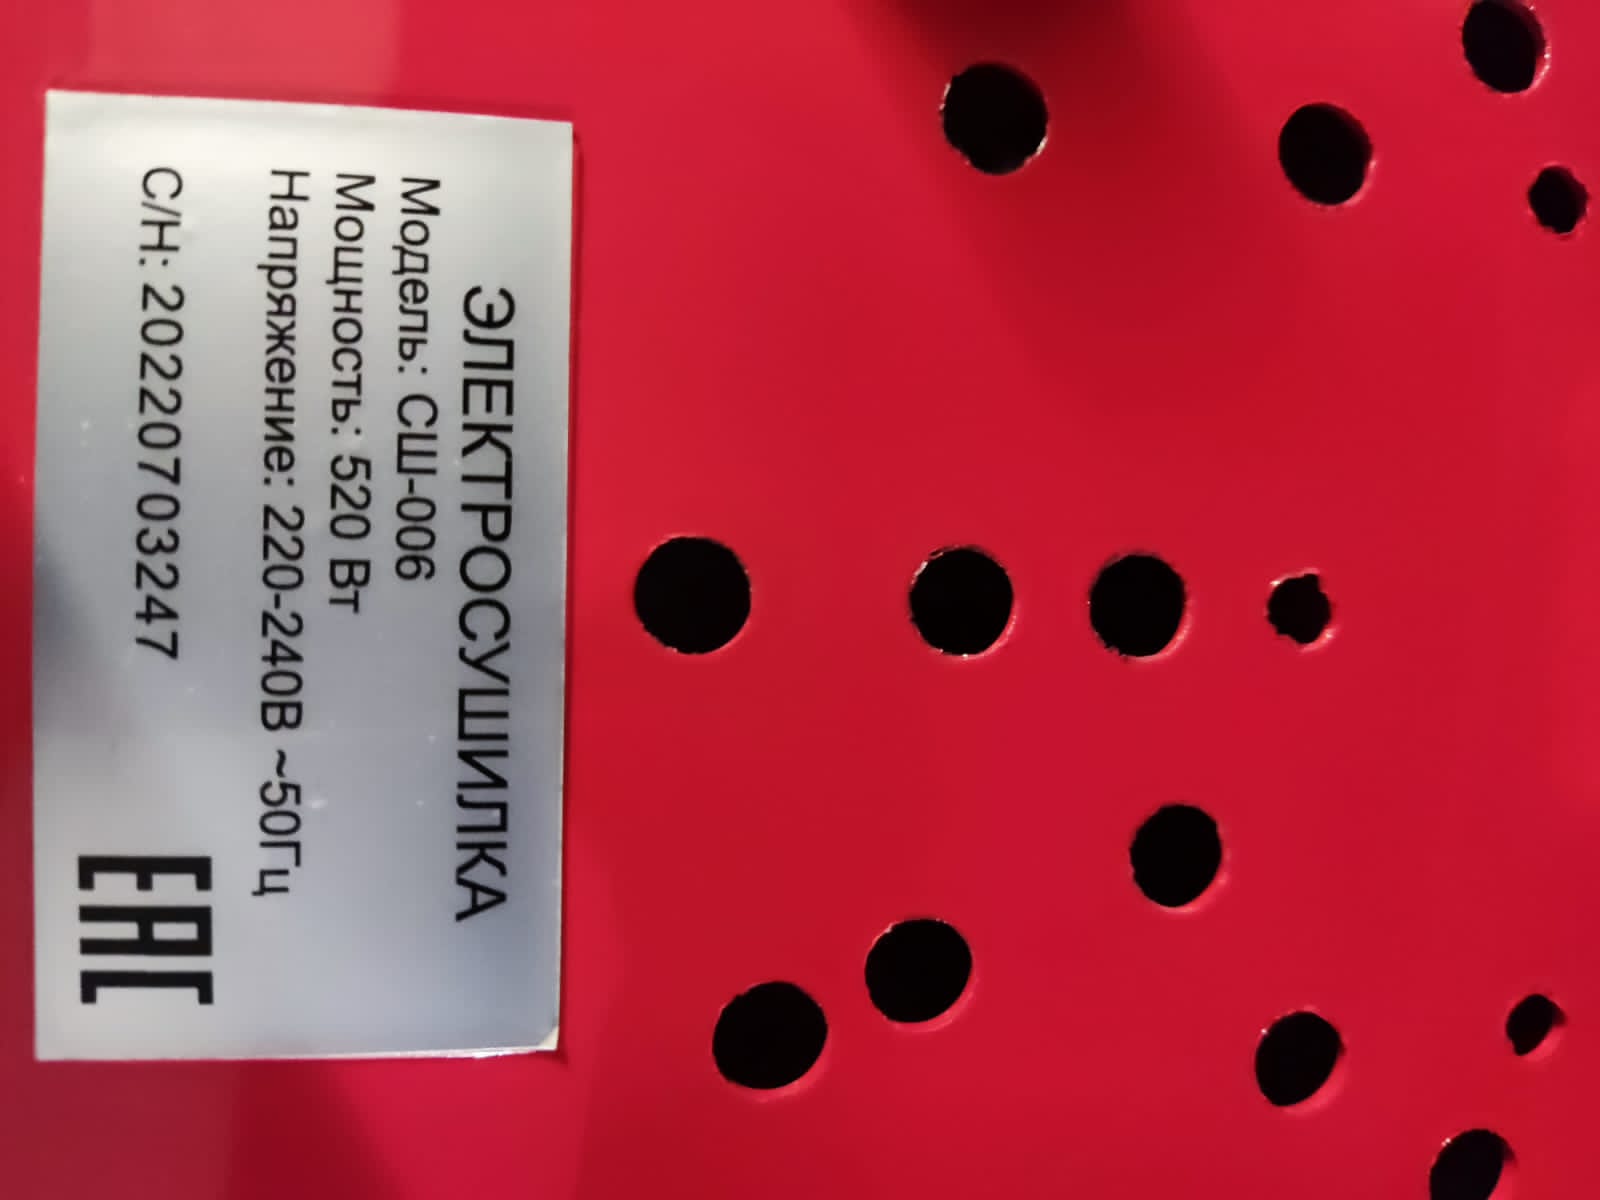 ЭЛЕКТРОСУШИЛКА
Модель: СШ-006
Мощность: 520 Вт
Напряжение: 220-240В ~50Гц
С/Н: 20220703247
EAC